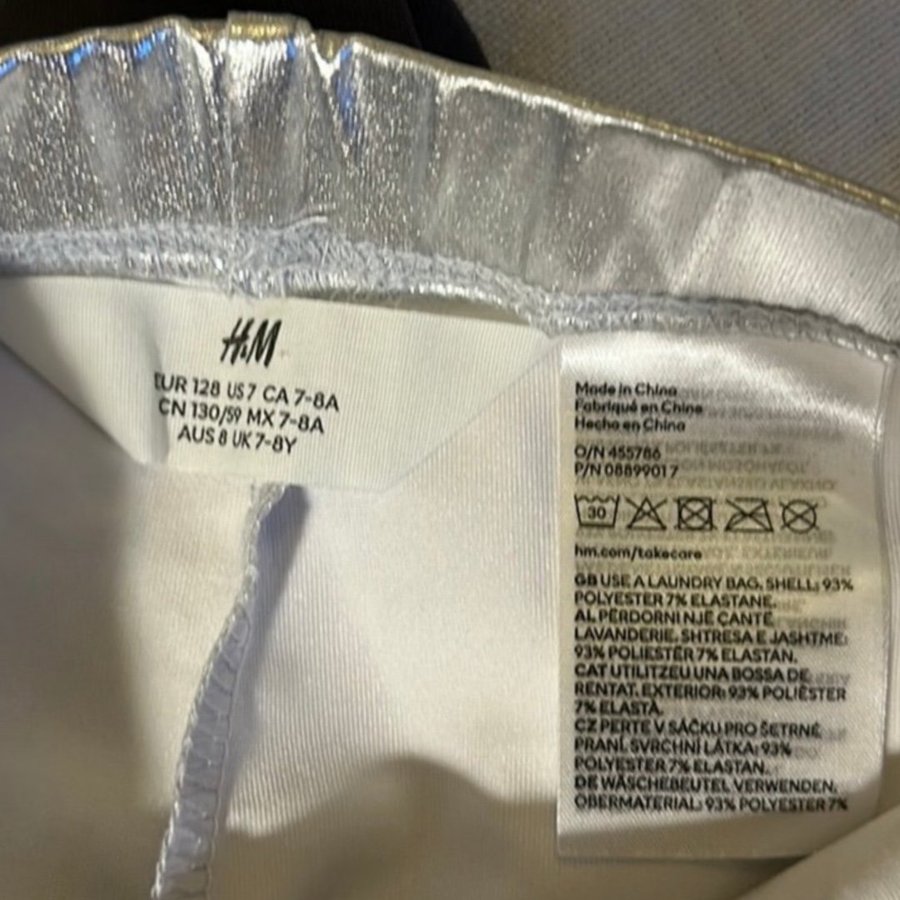 H&M
EUR 128 US 7 CA 7-8A
CN 130/59 MX 7-8A
AUS 8 UK 7-8Y
Made in China
Fabriqué en Chine
Hecho en China
O/N 455786
P/N 0889901 7
30
hm.com/takecare
GB USE A LAUNDRY BAG. SHELL: 93%
POLYESTER 7% ELASTANE.
AL PËRDORNI NJË ÇANTË
LAVANDERIE. SHTRESA E JASHTME:
93% POLIESTËR 7% ELASTAN.
CAT UTILITZEU UNA BOSSA DE
RENTAT. EXTERIOR: 93% POLIÈSTER
7% ELASTÀ.
CZ PERTE V SÁČKU PRO ŠETRNÉ
PRANÍ. SVRCHNÍ LÁTKA: 93%
POLYESTER 7% ELASTAN.
DE WÄSCHEBEUTEL VERWENDEN.
OBERMATERIAL: 93% POLYESTER 7%